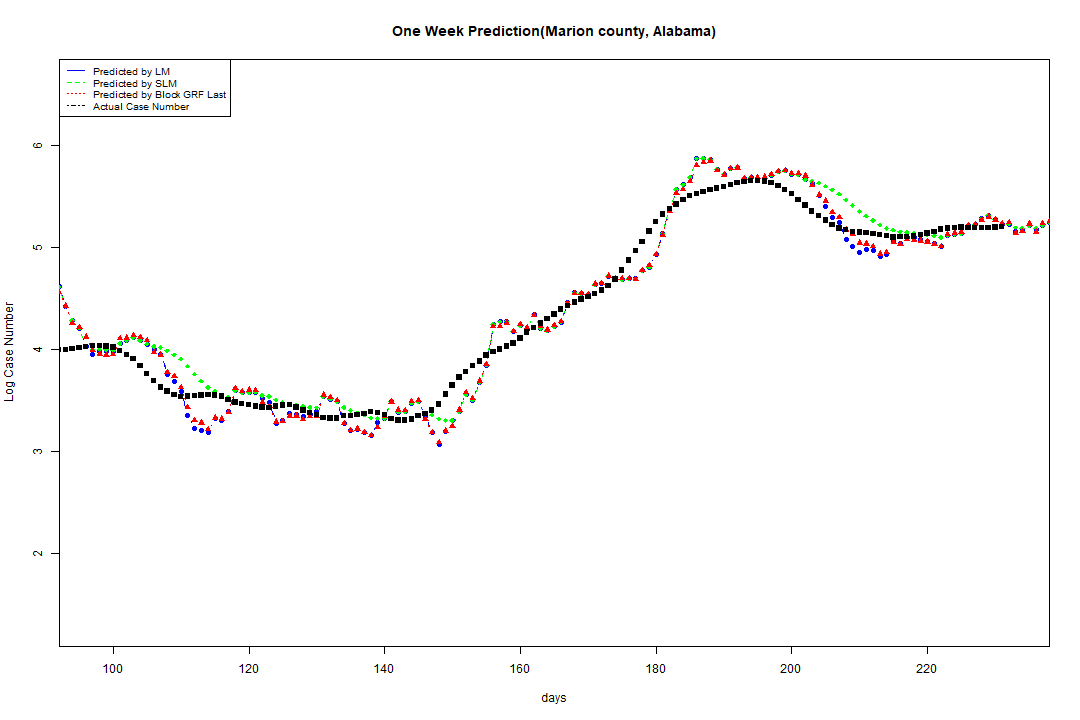 One Week Prediction(Marion county, Alabama)
Predicted by LM
Predicted by SLM
Predicted by Block GRF Last
Actual Case Number
Log Case Number
6
5
4
3
2
100 120 140 160 180 200 220
days